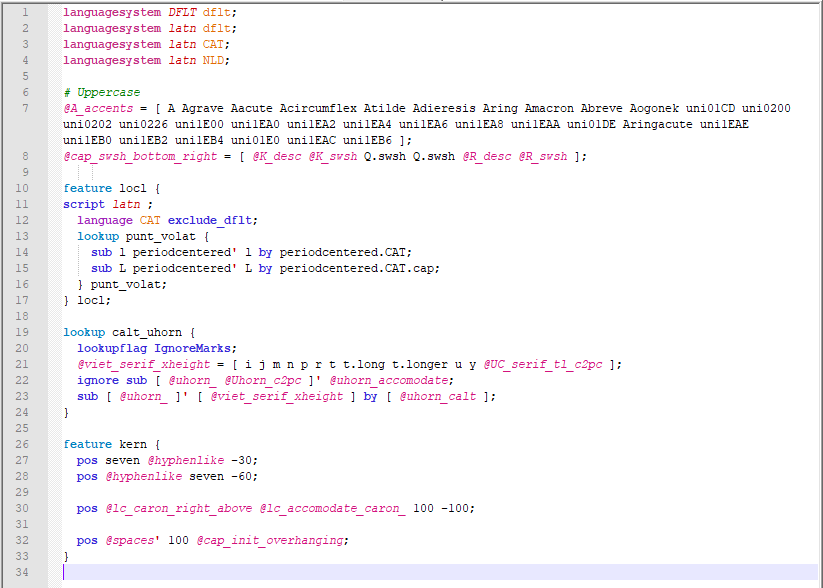 1 languagesystem DFLT dflt;
2 languagesystem latn dflt;
3 languagesystem latn CAT;
4 languagesystem latn NLD;
5
6 # Uppercase
7 @A_accents = [ A Agrave Aacute Acircumflex Atilde Adieresis Aring Amacron Abreve Aogonek uni01CD uni0200
uni0202 uni0226 uni1E00 uni1EA0 uni1EA2 uni1EA4 uni1EA6 uni1EA8 uni1EAA uni01DE Aringacute uni1EAE
uni1EB0 uni1EB2 uni1EB4 uni01E0 uni1EAC uni1EB6 ];
8 @cap_swsh_bottom_right = [ @K_desc @K_swsh Q.swsh Q.swsh @R_desc @R_swsh ];
9
10 feature locl {
11 script latn ;
12 language CAT exclude_dflt;
13 lookup punt_volat {
14 sub l periodcentered' l by periodcentered.CAT;
15 sub L periodcentered' L by periodcentered.CAT.cap;
16 } punt_volat;
17 } locl;
18
19 lookup calt_uhorn {
20 lookupflag IgnoreMarks;
21 @viet_serif_xheight = [ i j m n p r t t.long t.longer u y @UC_serif_tl_c2pc ];
22 ignore sub [ @uhorn_ @Uhorn_c2pc ]' @uhorn_accomodate;
23 sub [ @uhorn_ ]' [ @viet_serif_xheight ] by [ @uhorn_calt ];
24 }
25
26 feature kern {
27 pos seven @hyphenlike -30;
28 pos @hyphenlike seven -60;
29
30 pos @lc_caron_right_above @lc_accomodate_caron_ 100 -100;
31
32 pos @spaces' 100 @cap_init_overhanging;
33 }
34